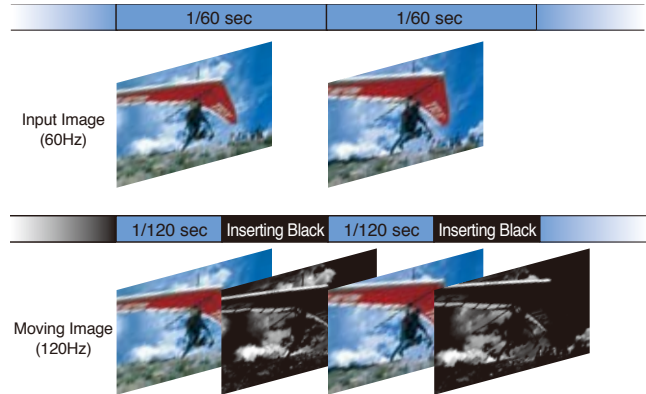 1/60 sec
1/60 sec
Input Image
(60Hz)
1/120 sec
Inserting Black
1/120 sec
Inserting Black
Moving Image
(120Hz)